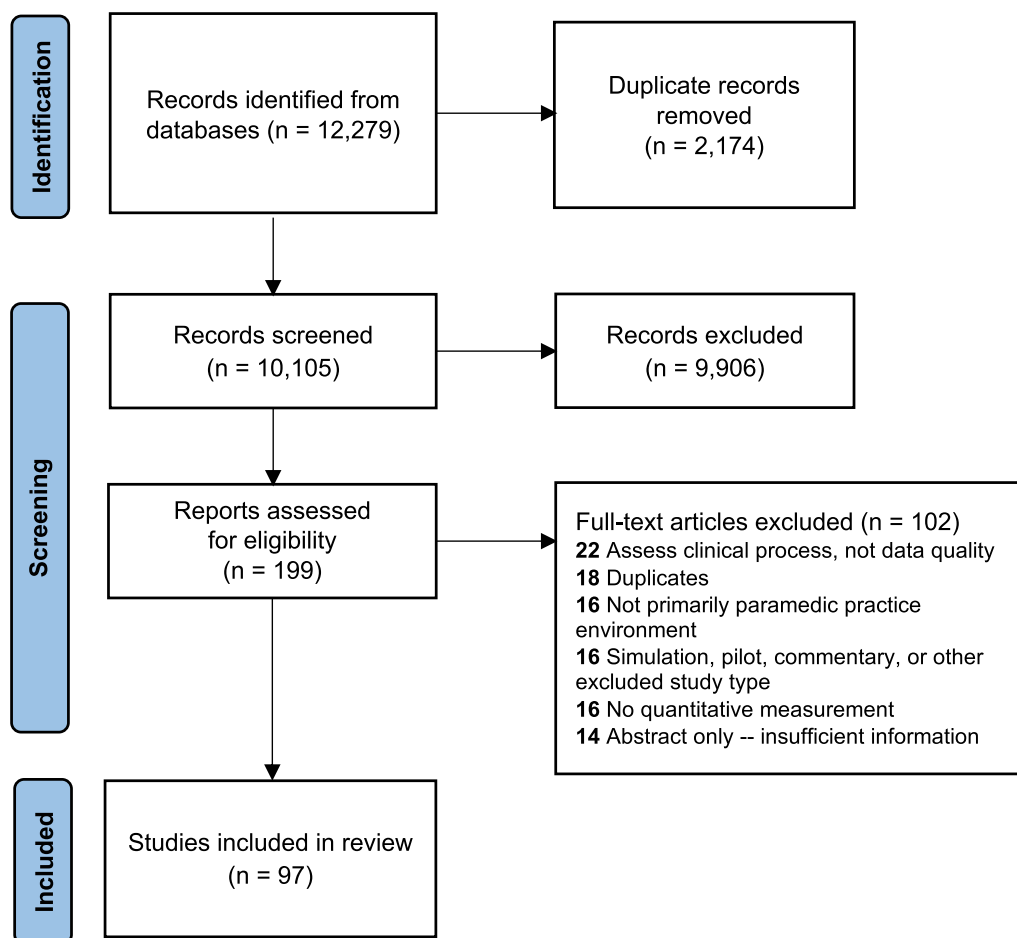 Identification
Records identified from
databases (n = 12,279)
Duplicate records
removed
(n = 2,174)
Screening
Records screened
(n = 10,105)
Records excluded
(n = 9,906)
Reports assessed
for eligibility
(n = 199)
Full-text articles excluded (n = 102)
22 Assess clinical process, not data quality
18 Duplicates
16 Not primarily paramedic practice
environment
16 Simulation, pilot, commentary, or other
excluded study type
16 No quantitative measurement
14 Abstract only -- insufficient information
Included
Studies included in review
(n = 97)